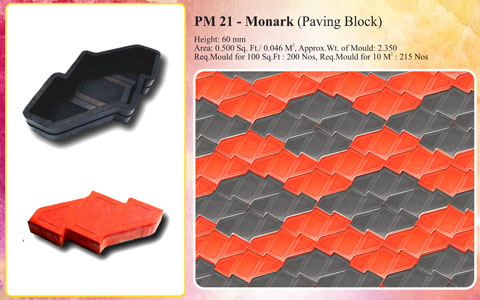 PM 21 - Monark (Paving Block)
Height: 60 mm
Area: 0.500 Sq. Ft./ 0.046 M², Approx.Wt. of Mould: 2.350
Req.Mould for 100 Sq.Ft : 200 Nos, Req.Mould for 10 M² : 215 Nos